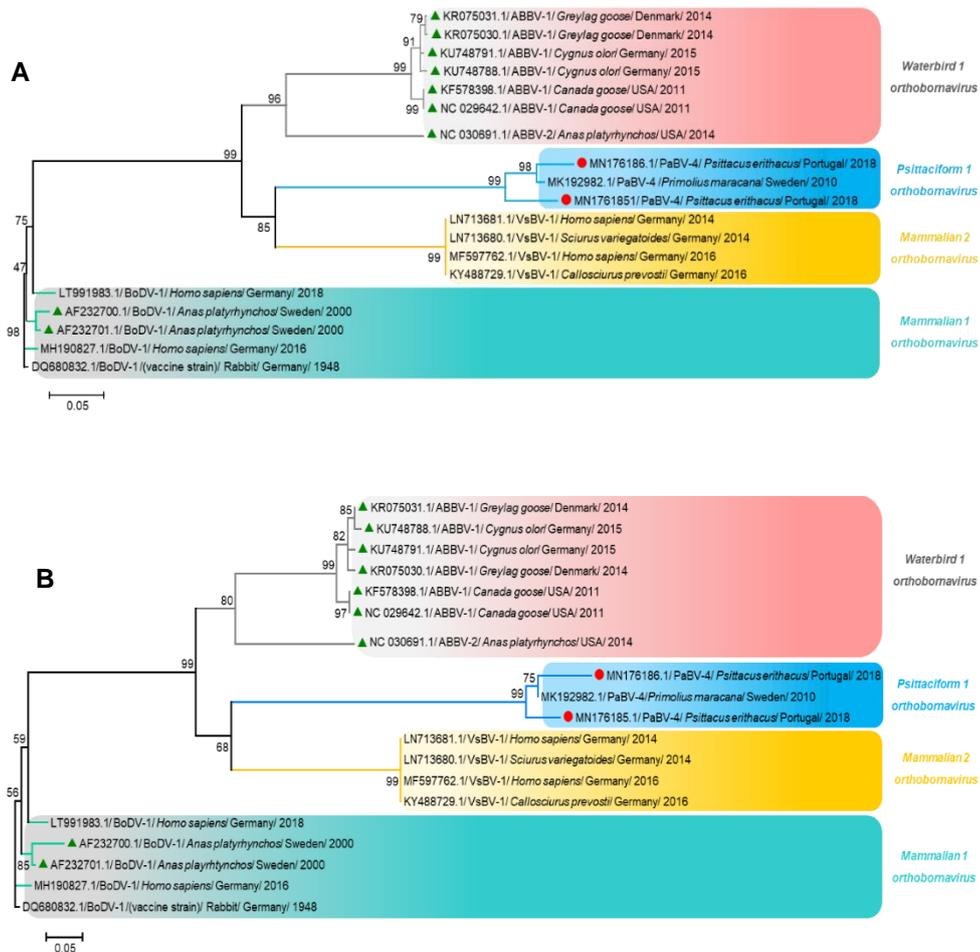 A
79
KR075031.1/ABBV-1/ Greylag goose/ Denmark/ 2014
KR075030.1/ABBV-1/ Greylag goose/ Denmark/ 2014
91
KU748791.1/ABBV-1/ Cygnus olor/ Germany/ 2015
99
KU748788.1/ABBV-1/ Cygnus olor/ Germany/ 2015
KF578398.1/ABBV-1/ Canada goose/ USA/ 2011
99
NC 029642.1/ABBV-1/ Canada goose/ USA/ 2011
96
NC 030691.1/ ABBV-2/ Anas platyrhynchos/ USA/ 2014
Waterbird 1
orthobornavirus
99
98
MN176186.1/ PaBV-4/ Psittacus erithacus/ Portugal/ 2018
99
MK192982.1/ PaBV-4 /Primolius maracana/ Sweden/ 2010
MN1761851/ PaBV-4/ Psittacus erithacus/ Portugal/ 2018
Psittaciform 1
orthobornavirus
85
LN713681.1/ VsBV-1/ Homo sapiens/ Germany/ 2014
LN713680.1/ VsBV-1/ Sciurus variegatoides/ Germany/ 2014
99
MF597762.1/ VsBV-1/ Homo sapiens/ Germany/ 2016
KY488729.1/ VsBV-1/ Callosciurus prevostii/ Germany/ 2016
Mammalian 2
orthobornavirus
75
47
LT991983.1/ BoDV-1/ Homo sapiens/ Germany/ 2018
AF232700.1/ BoDV-1/ Anas platyrhynchos/ Sweden/ 2000
98
AF232701.1/ BoDV-1/ Anas platyrhynchos/ Sweden/ 2000
MH190827.1/BoDV-1/ Homo sapiens/ Germany/ 2016
DQ680832.1/BoDV-1 /(vaccine strain)/ Rabbit/ Germany/ 1948
Mammalian 1
orthobornavirus
0.05
B
85
KR075031.1/ABBV-1/ Greylag goose/ Denmark/ 2014
KU748788.1/ABBV-1/ Cygnus olor/ Germany/ 2015
82
KU748791.1/ABBV-1/ Cygnus olor/ Germany/ 2015
99
KR075030.1/ABBV-1/ Greylag goose/ Denmark/ 2014
KF578398.1/ABBV-1/ Canada goose/ USA/ 2011
97
NC 029642.1/ABBV-1/ Canada goose/ USA/ 2011
80
NC 030691.1/ ABBV-2/ Anas platyrhynchos/ USA/ 2014
Waterbird 1
orthobornavirus
99
75
MN176186.1/ PaBV-4/ Psittacus erithacus/ Portugal/ 2018
99
MK192982.1/ PaBV-4/Primolius maracana/ Sweden/ 2010
MN176185.1/ PaBV-4/ Psittacus erithacus/ Portugal/ 2018
Psittaciform 1
orthobornavirus
68
LN713681.1/ VsBV-1/ Homo sapiens/ Germany/ 2014
LN713680.1/ VsBV-1/ Sciurus variegatoides/ Germany/ 2014
99
MF597762.1/ VsBV-1/ Homo sapiens/ Germany/ 2016
KY488729.1/ VsBV-1/ Callosciurus prevostii/ Germany/ 2016
Mammalian 2
orthobornavirus
59
56
LT991983.1/ BoDV-1/ Homo sapiens/ Germany/ 2018
AF232700.1/ BoDV-1/ Anas platyrhynchos/ Sweden/ 2000
85
AF232701.1/ BoDV-1/ Anas playrhtynchos/ Sweden/ 2000
MH190827.1/ BoDV-1/ Homo sapiens/ Germany/ 2016
DQ680832.1/BoDV-1 /(vaccine strain)/ Rabbit/ Germany/ 1948
Mammalian 1
orthobornavirus
0.05